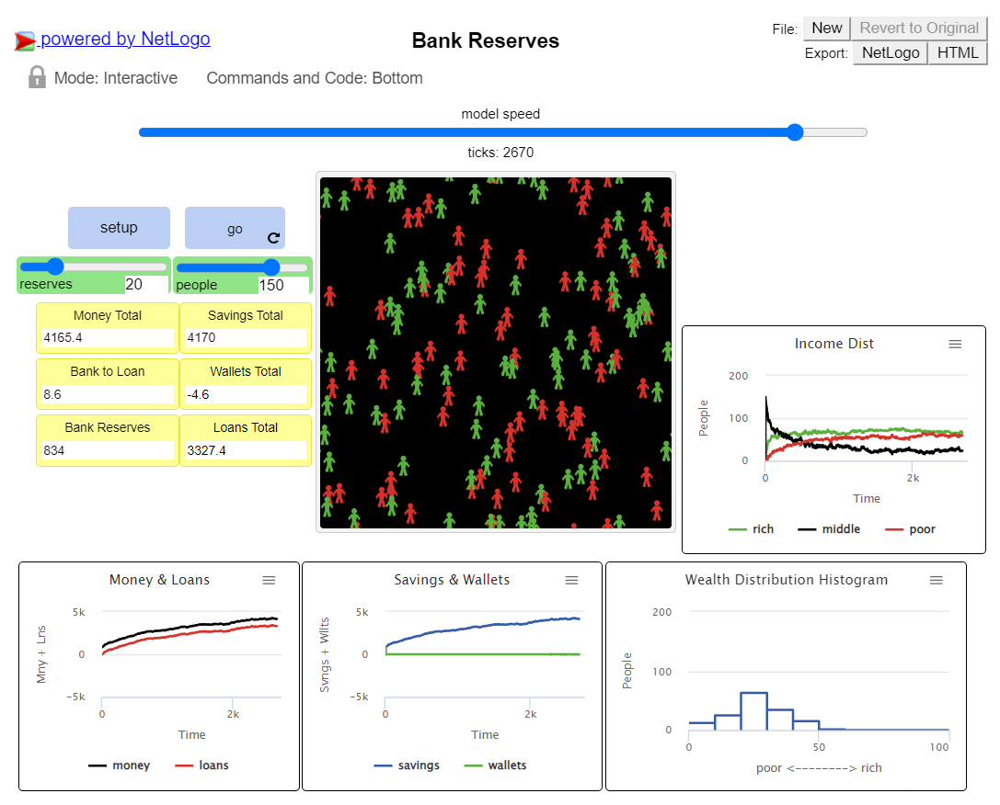 powered by NetLogo
Bank Reserves
File: New Revert to Original
Export: NetLogo HTML
Mode: Interactive Commands and Code: Bottom
model speed
ticks: 2670
setup go
reserves 20 people 150
Money Total Savings Total
4165.4 4170
Bank to Loan Wallets Total
8.6 -4.6
Bank Reserves Loans Total
834 3327.4
Income Dist
People
200
100
0
0 2k
Time
rich middle poor
Money & Loans
Mny + Lns
5k
0
−5k
0 2k
Time
money loans
Savings & Wallets
Svngs + Wllts
5k
0
−5k
0 2k
Time
savings wallets
Wealth Distribution Histogram
People
200
100
0
0 50 100
poor <--------> rich